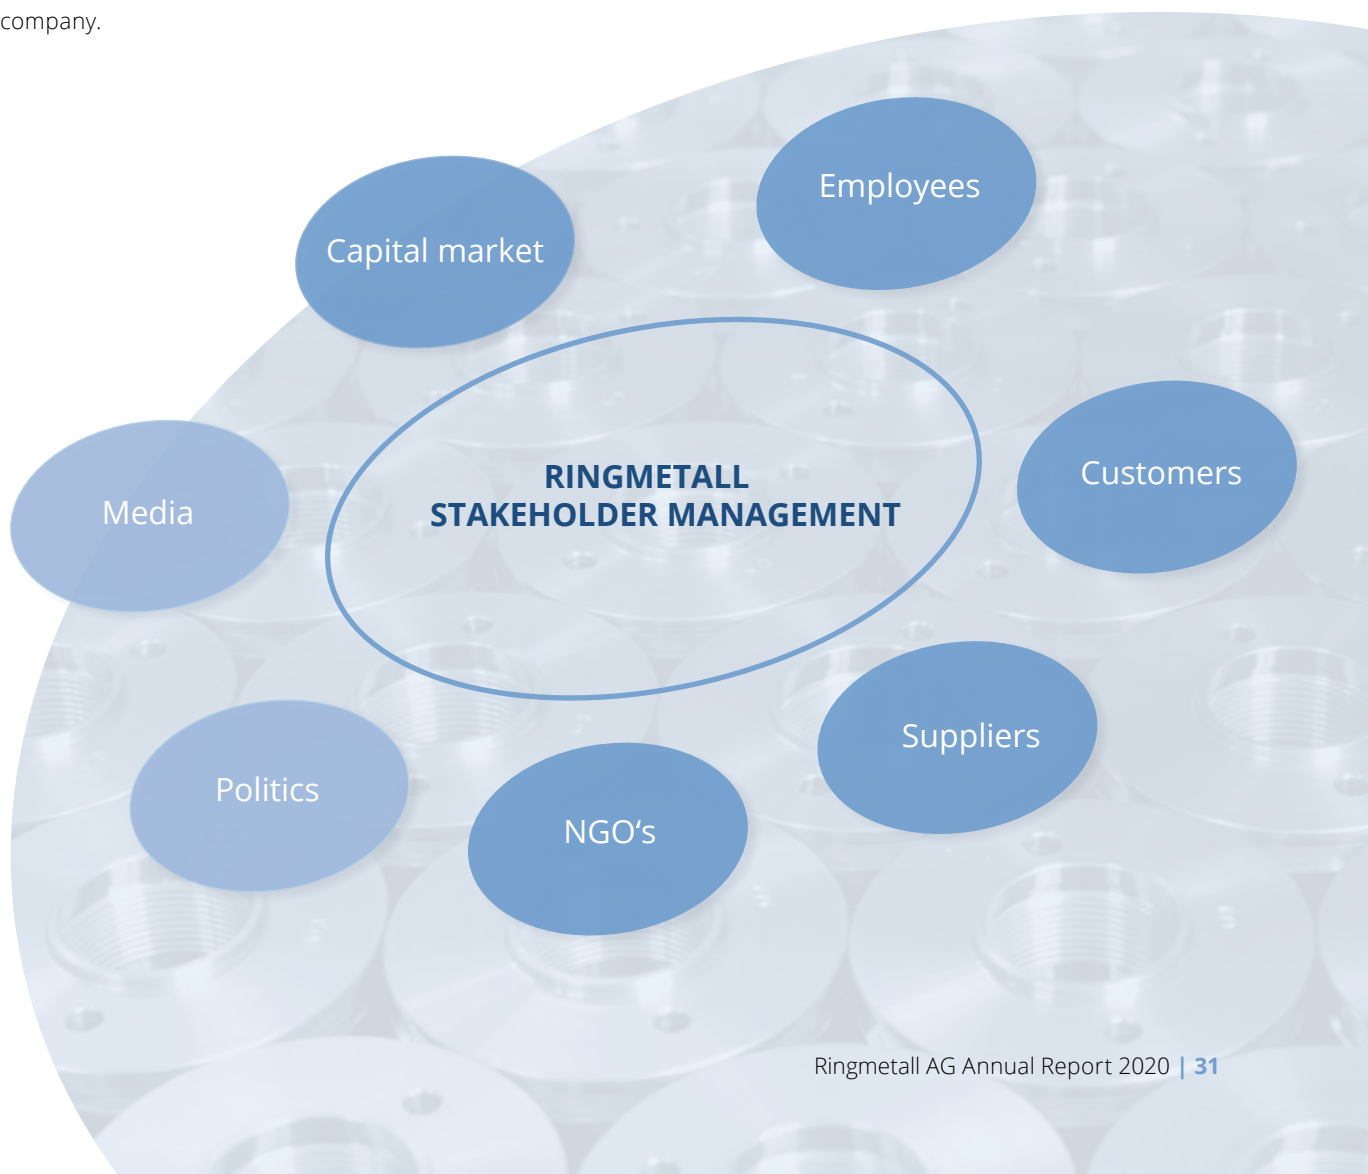 company.
Employees
Capital market
RINGMETALL
STAKEHOLDER MANAGEMENT
Customers
Media
Suppliers
Politics
NGO‘s
Ringmetall AG Annual Report 2020 | 31